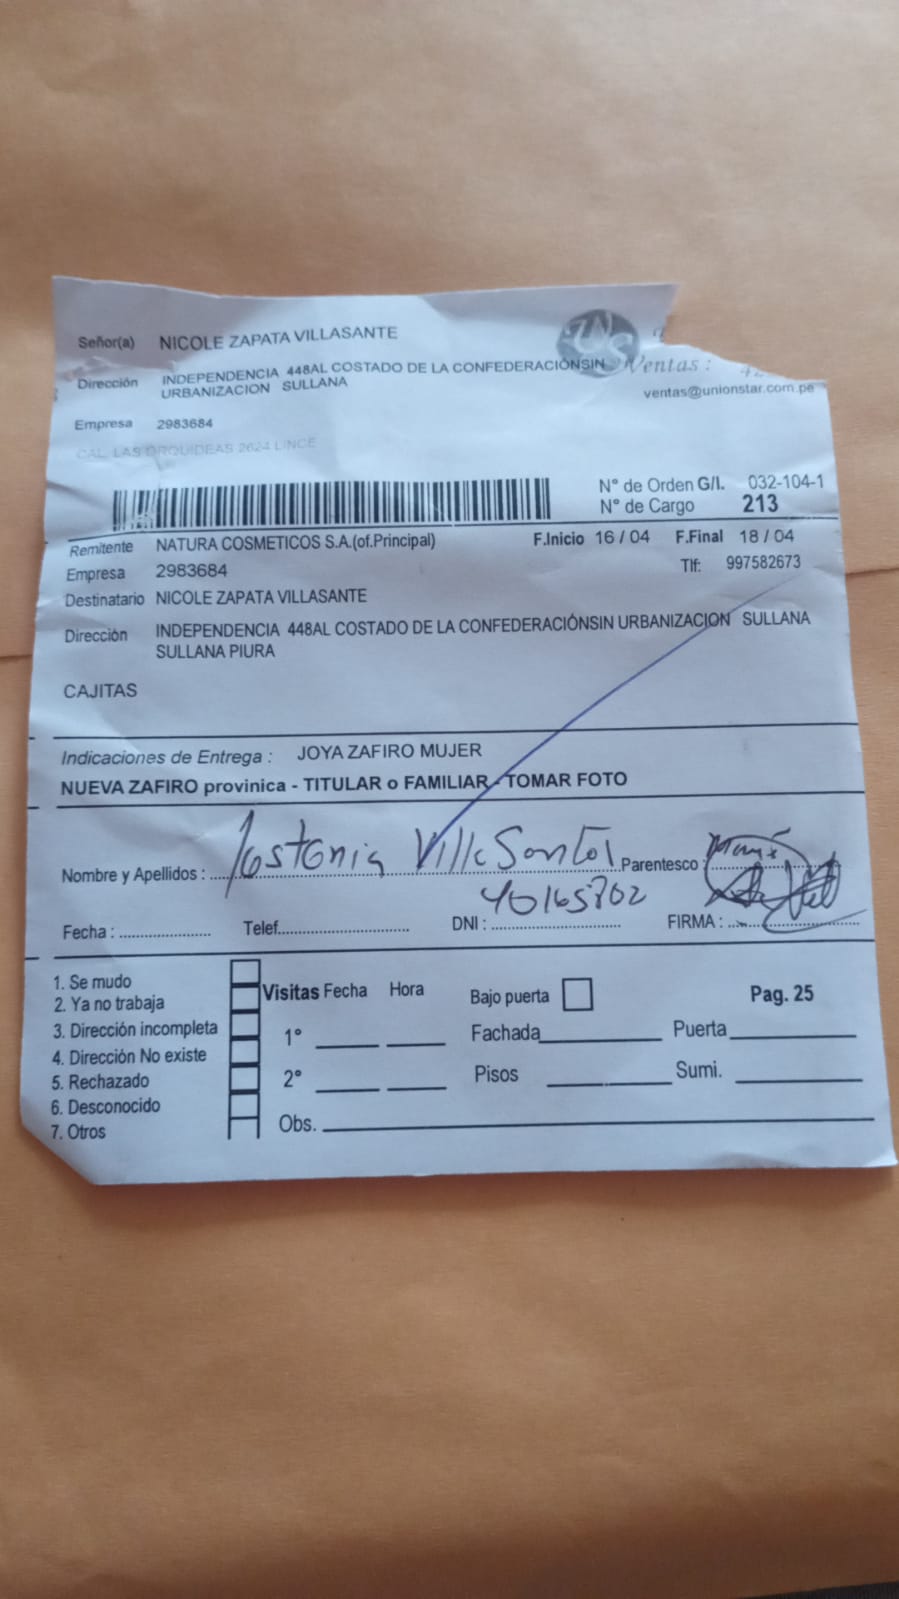 Señor(a) NICOLE ZAPATA VILLASANTE
Dirección INDEPENDENCIA 448AL COSTADO DE LA CONFEDERACIÓNSIN
URBANIZACION SULLANA
Ventas :
ventas@unionstar.com.pe
Empresa 2983684
CAL. LAS ORQUIDEAS 2624 LINCE
N° de Orden G/I. 032-104-1
N° de Cargo 213
Remitente NATURA COSMETICOS S.A.(of.Principal) F.Inicio 16 / 04 F.Final 18 / 04
Empresa 2983684 Tlf: 997582673
Destinatario NICOLE ZAPATA VILLASANTE
Dirección INDEPENDENCIA 448AL COSTADO DE LA CONFEDERACIÓNSIN URBANIZACION SULLANA
SULLANA PIURA
CAJITAS
Indicaciones de Entrega : JOYA ZAFIRO MUJER
NUEVA ZAFIRO provinica - TITULAR o FAMILIAR - TOMAR FOTO
Nombre y Apellidos : Parentesco : Mamá
Fecha : Telef. DNI : 40165702 FIRMA :
1. Se mudo
2. Ya no trabaja
3. Dirección incompleta
4. Dirección No existe
5. Rechazado
6. Desconocido
7. Otros
Visitas Fecha Hora Bajo puerta Pag. 25
1° Fachada Puerta
2° Pisos Sumi.
Obs.